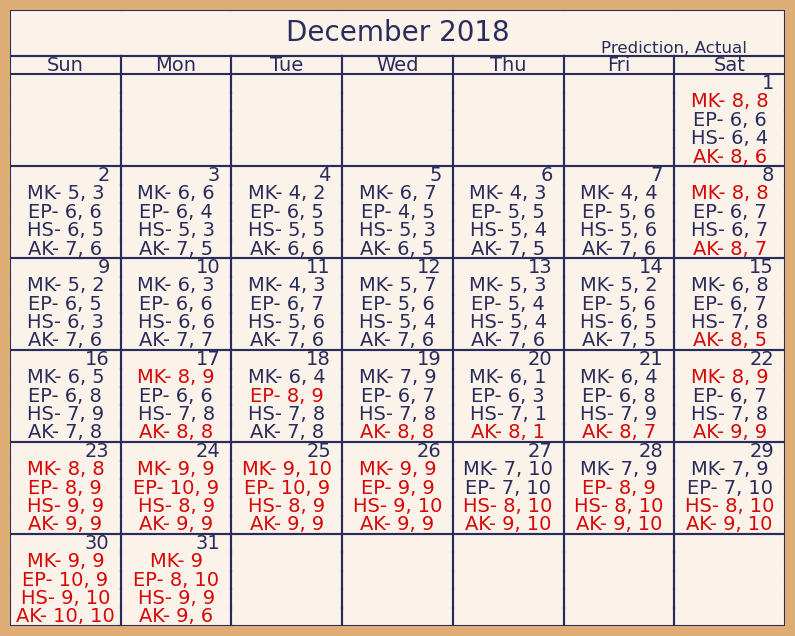 December 2018
Prediction, Actual
Sun Mon Tue Wed Thu Fri Sat
1
MK- 8, 8
EP- 6, 6
HS- 6, 4
AK- 8, 6
2 3 4 5 6 7 8
MK- 5, 3 MK- 6, 6 MK- 4, 2 MK- 6, 7 MK- 4, 3 MK- 4, 4 MK- 8, 8
EP- 6, 6 EP- 6, 4 EP- 6, 5 EP- 4, 5 EP- 5, 5 EP- 5, 6 EP- 6, 7
HS- 6, 5 HS- 5, 3 HS- 5, 5 HS- 5, 3 HS- 5, 4 HS- 5, 6 HS- 6, 7
AK- 7, 6 AK- 7, 5 AK- 6, 6 AK- 6, 5 AK- 7, 5 AK- 7, 6 AK- 8, 7
9 10 11 12 13 14 15
MK- 5, 2 MK- 6, 3 MK- 4, 3 MK- 5, 7 MK- 5, 3 MK- 5, 2 MK- 6, 8
EP- 6, 5 EP- 6, 6 EP- 6, 7 EP- 5, 6 EP- 5, 4 EP- 5, 6 EP- 6, 7
HS- 6, 3 HS- 6, 6 HS- 5, 6 HS- 5, 4 HS- 5, 4 HS- 6, 5 HS- 7, 8
AK- 7, 6 AK- 7, 7 AK- 7, 6 AK- 7, 6 AK- 7, 6 AK- 7, 5 AK- 8, 5
16 17 18 19 20 21 22
MK- 6, 5 MK- 8, 9 MK- 6, 4 MK- 7, 9 MK- 6, 1 MK- 6, 4 MK- 8, 9
EP- 6, 8 EP- 6, 6 EP- 8, 9 EP- 6, 7 EP- 6, 3 EP- 6, 8 EP- 6, 7
HS- 7, 9 HS- 7, 8 HS- 7, 8 HS- 7, 8 HS- 7, 1 HS- 7, 9 HS- 7, 8
AK- 7, 8 AK- 8, 8 AK- 7, 8 AK- 8, 8 AK- 8, 1 AK- 8, 7 AK- 9, 9
23 24 25 26 27 28 29
MK- 8, 8 MK- 9, 9 MK- 9, 10 MK- 9, 9 MK- 7, 10 MK- 7, 9 MK- 7, 9
EP- 8, 9 EP- 10, 9 EP- 10, 9 EP- 9, 9 EP- 7, 10 EP- 8, 9 EP- 7, 10
HS- 9, 9 HS- 8, 9 HS- 8, 9 HS- 9, 10 HS- 8, 10 HS- 8, 10 HS- 8, 10
AK- 9, 9 AK- 9, 9 AK- 9, 9 AK- 9, 9 AK- 9, 10 AK- 9, 10 AK- 9, 10
30 31
MK- 9, 9 MK- 9
EP- 10, 9 EP- 8, 10
HS- 9, 10 HS- 9, 9
AK- 10, 10 AK- 9, 6